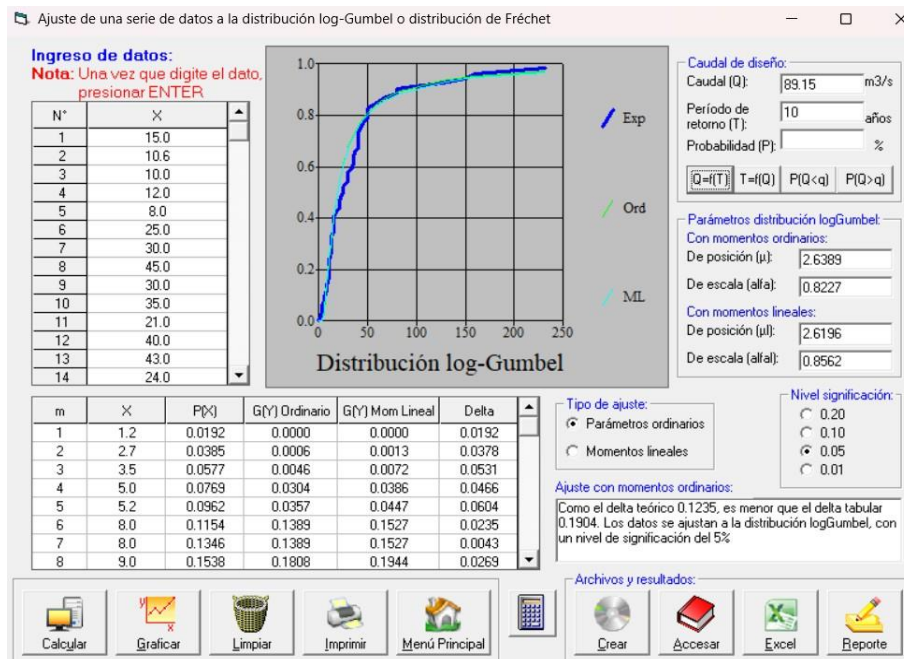 Ajuste de una serie de datos a la distribución log-Gumbel o distribución de Fréchet
Ingreso de datos:
Nota: Una vez que digite el dato,
presionar ENTER
N° X
1 15.0
2 10.6
3 10.0
4 12.0
5 8.0
6 25.0
7 30.0
8 45.0
9 30.0
10 35.0
11 21.0
12 40.0
13 43.0
14 24.0
1.0
0.8
0.6
0.4
0.2
0.0
0 50 100 150 200 250
Exp
Ord
ML
Distribución log-Gumbel
Caudal de diseño:
Caudal (Q): 89.15 m3/s
Período de
retorno (T): 10 años
Probabilidad (P): %
Q=f(T) T=f(Q) P(Q<q) P(Q>q)
Parámetros distribución logGumbel:
Con momentos ordinarios:
De posición (µ): 2.6389
De escala (alfa): 0.8227
Con momentos lineales:
De posición (µl): 2.6196
De escala (alfal): 0.8562
m X P(X) G(Y) Ordinario G(Y) Mom Lineal Delta
1 1.2 0.0192 0.0000 0.0000 0.0192
2 2.7 0.0385 0.0006 0.0013 0.0378
3 3.5 0.0577 0.0046 0.0072 0.0531
4 5.0 0.0769 0.0304 0.0386 0.0466
5 5.2 0.0962 0.0357 0.0447 0.0604
6 8.0 0.1154 0.1389 0.1527 0.0235
7 8.0 0.1346 0.1389 0.1527 0.0043
8 9.0 0.1538 0.1808 0.1944 0.0269
Tipo de ajuste:
Parámetros ordinarios
Momentos lineales
Nivel significación:
0.20
0.10
0.05
0.01
Ajuste con momentos ordinarios:
Como el delta teórico 0.1235, es menor que el delta tabular
0.1904. Los datos se ajustan a la distribución logGumbel, con
un nivel de significación del 5%
Calcular Graficar Limpiar Imprimir Menú Principal
Archivos y resultados:
Crear Accesar Excel Reporte